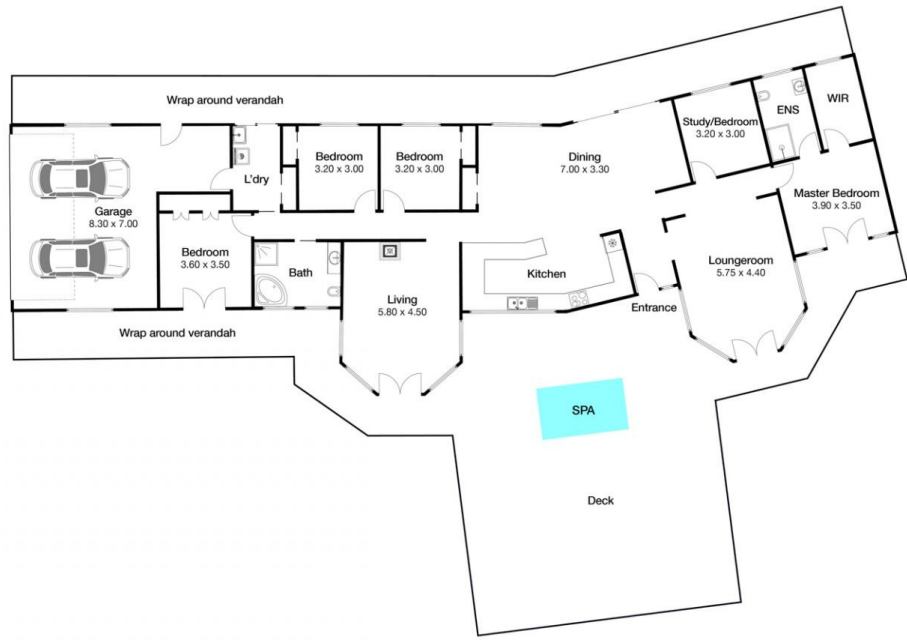 Wrap around verandah
ENS
WIR
Study/Bedroom
3.20 x 3.00
Bedroom
3.20 x 3.00
Bedroom
3.20 x 3.00
Dining
7.00 x 3.30
L'dry
Master Bedroom
3.90 x 3.50
Garage
8.30 x 7.00
Bedroom
3.60 x 3.50
Bath
Kitchen
Loungeroom
5.75 x 4.40
Living
5.80 x 4.50
Entrance
Wrap around verandah
SPA
Deck